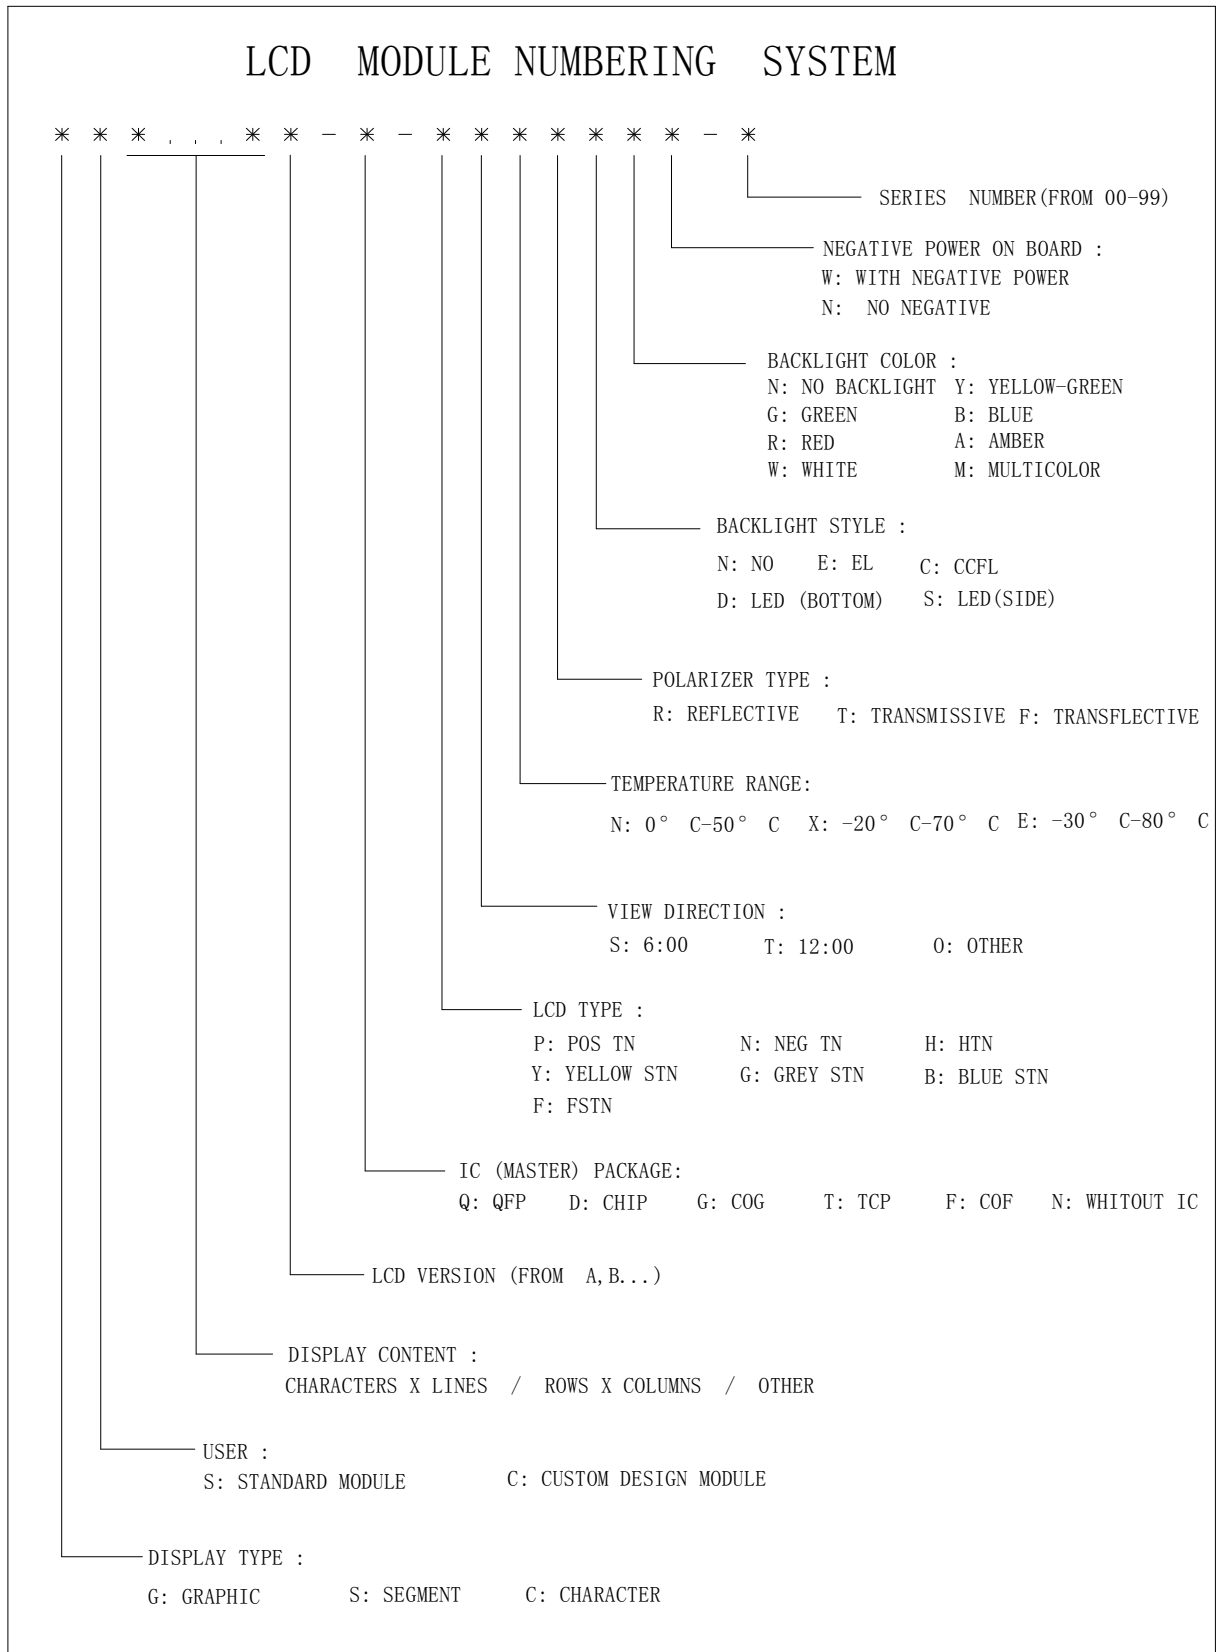 LCD MODULE NUMBERING SYSTEM
* * * , , , * * - * - * * * * * * * - *
SERIES NUMBER(FROM 00-99)
NEGATIVE POWER ON BOARD :
W: WITH NEGATIVE POWER
N: NO NEGATIVE
BACKLIGHT COLOR :
N: NO BACKLIGHT Y: YELLOW-GREEN
G: GREEN B: BLUE
R: RED A: AMBER
W: WHITE M: MULTICOLOR
BACKLIGHT STYLE :
N: NO E: EL C: CCFL
D: LED (BOTTOM) S: LED(SIDE)
POLARIZER TYPE :
R: REFLECTIVE T: TRANSMISSIVE F: TRANSFLECTIVE
TEMPERATURE RANGE:
N: 0° C-50° C X: -20° C-70° C E: -30° C-80° C
VIEW DIRECTION :
S: 6:00 T: 12:00 O: OTHER
LCD TYPE :
P: POS TN N: NEG TN H: HTN
Y: YELLOW STN G: GREY STN B: BLUE STN
F: FSTN
IC (MASTER) PACKAGE:
Q: QFP D: CHIP G: COG T: TCP F: COF N: WHITOUT IC
LCD VERSION (FROM A,B...)
DISPLAY CONTENT :
CHARACTERS X LINES / ROWS X COLUMNS / OTHER
USER :
S: STANDARD MODULE C: CUSTOM DESIGN MODULE
DISPLAY TYPE :
G: GRAPHIC S: SEGMENT C: CHARACTER